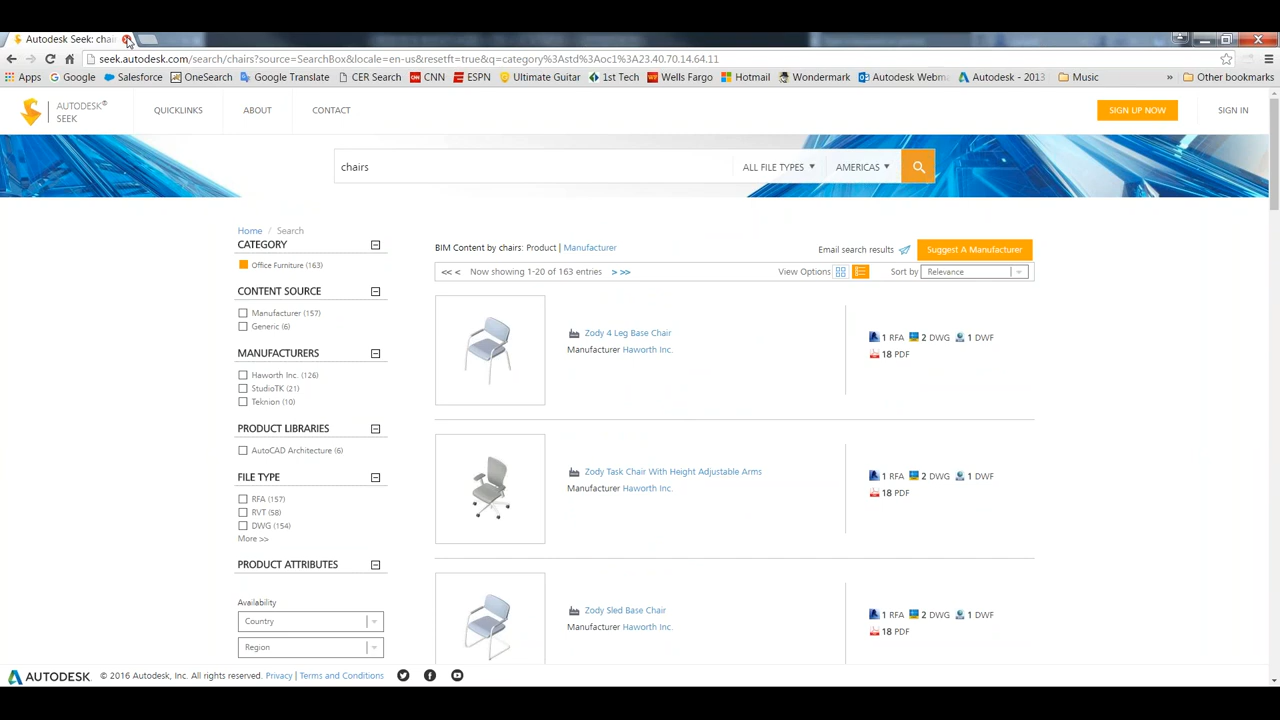 Autodesk Seek: chai
seek.autodesk.com/search/chairs?source=SearchBox&locale=en-us&resetft=true&q=category%3Aard%3Aoc1%3A23.40.70.14.64.11
Apps Google Salesforce OneSearch Google Translate CER Search CNN ESPN Ultimate Guitar 1st Tech Wells Fargo Hotmail Wondermark Autodesk Webm Autodesk - 2013 Music » Other bookmarks
AUTODESK®
SEEK
QUICKLINKS ABOUT CONTACT SIGN UP NOW SIGN IN
chairs ALL FILE TYPES AMERICAS
Home / Search
CATEGORY
Office Furniture (163)
CONTENT SOURCE
Manufacturer (157)
Generic (6)
MANUFACTURERS
Haworth Inc. (126)
StudioTK (21)
Teknion (10)
PRODUCT LIBRARIES
AutoCAD Architecture (6)
FILE TYPE
RFA (157)
RVT (58)
DWG (154)
More >>
PRODUCT ATTRIBUTES
Availability
Country
Region
BIM Content by chairs: Product | Manufacturer Email search results Suggest A Manufacturer
<< < Now showing 1-20 of 163 entries > >> View Options Sort by Relevance
Zody 4 Leg Base Chair
Manufacturer Haworth Inc.
1 RFA 2 DWG 1 DWF
18 PDF
Zody Task Chair With Height Adjustable Arms
Manufacturer Haworth Inc.
1 RFA 2 DWG 1 DWF
18 PDF
Zody Sled Base Chair
Manufacturer Haworth Inc.
1 RFA 2 DWG 1 DWF
18 PDF
AUTODESK. © 2016 Autodesk, Inc. All rights reserved. Privacy | Terms and Conditions